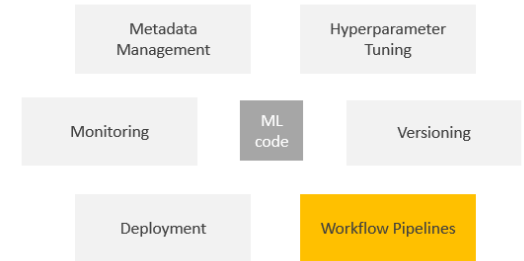 Metadata
Management
Hyperparameter
Tuning
Monitoring
ML
code
Versioning
Deployment
Workflow Pipelines